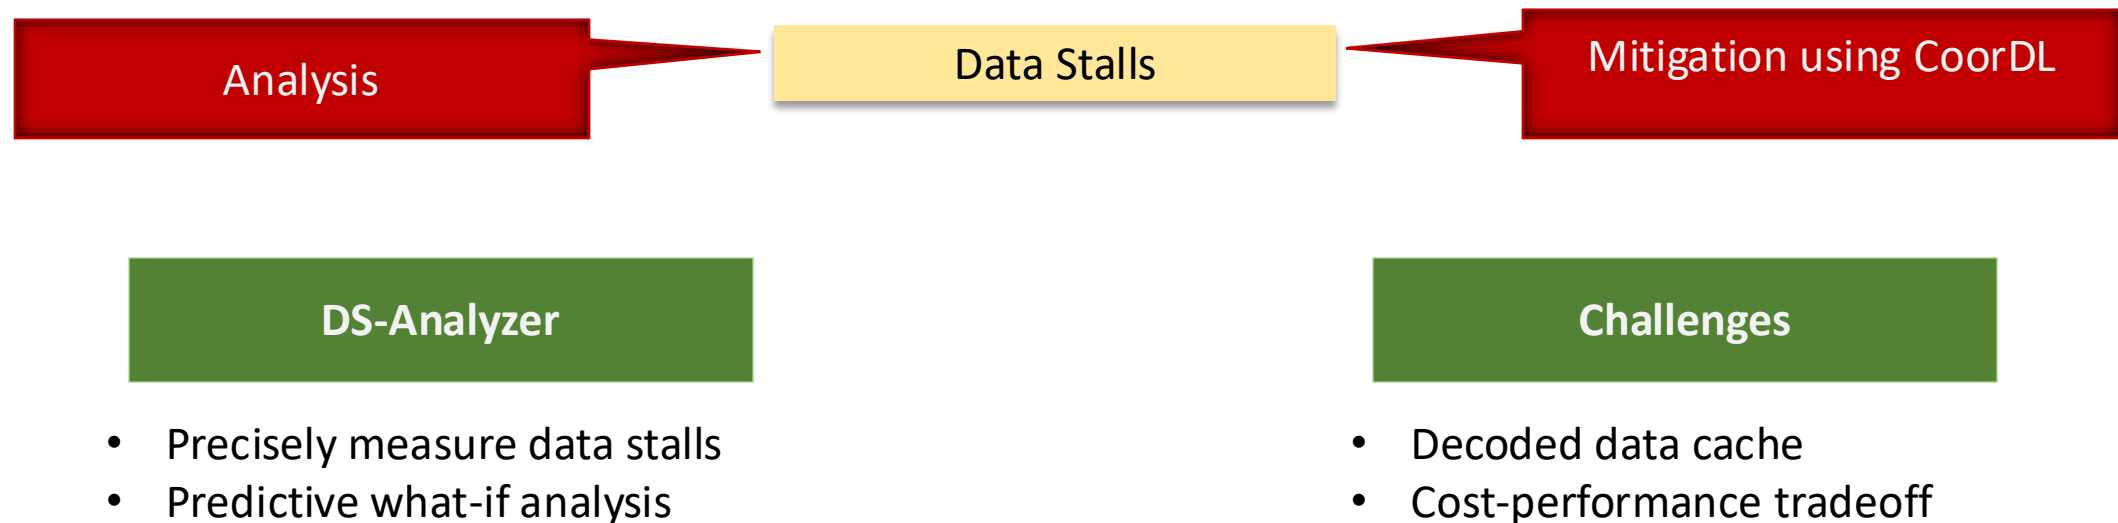 Analysis
Data Stalls
Mitigation using CoorDL
DS-Analyzer
Challenges
• Precisely measure data stalls
• Predictive what-if analysis
• Decoded data cache
• Cost-performance tradeoff